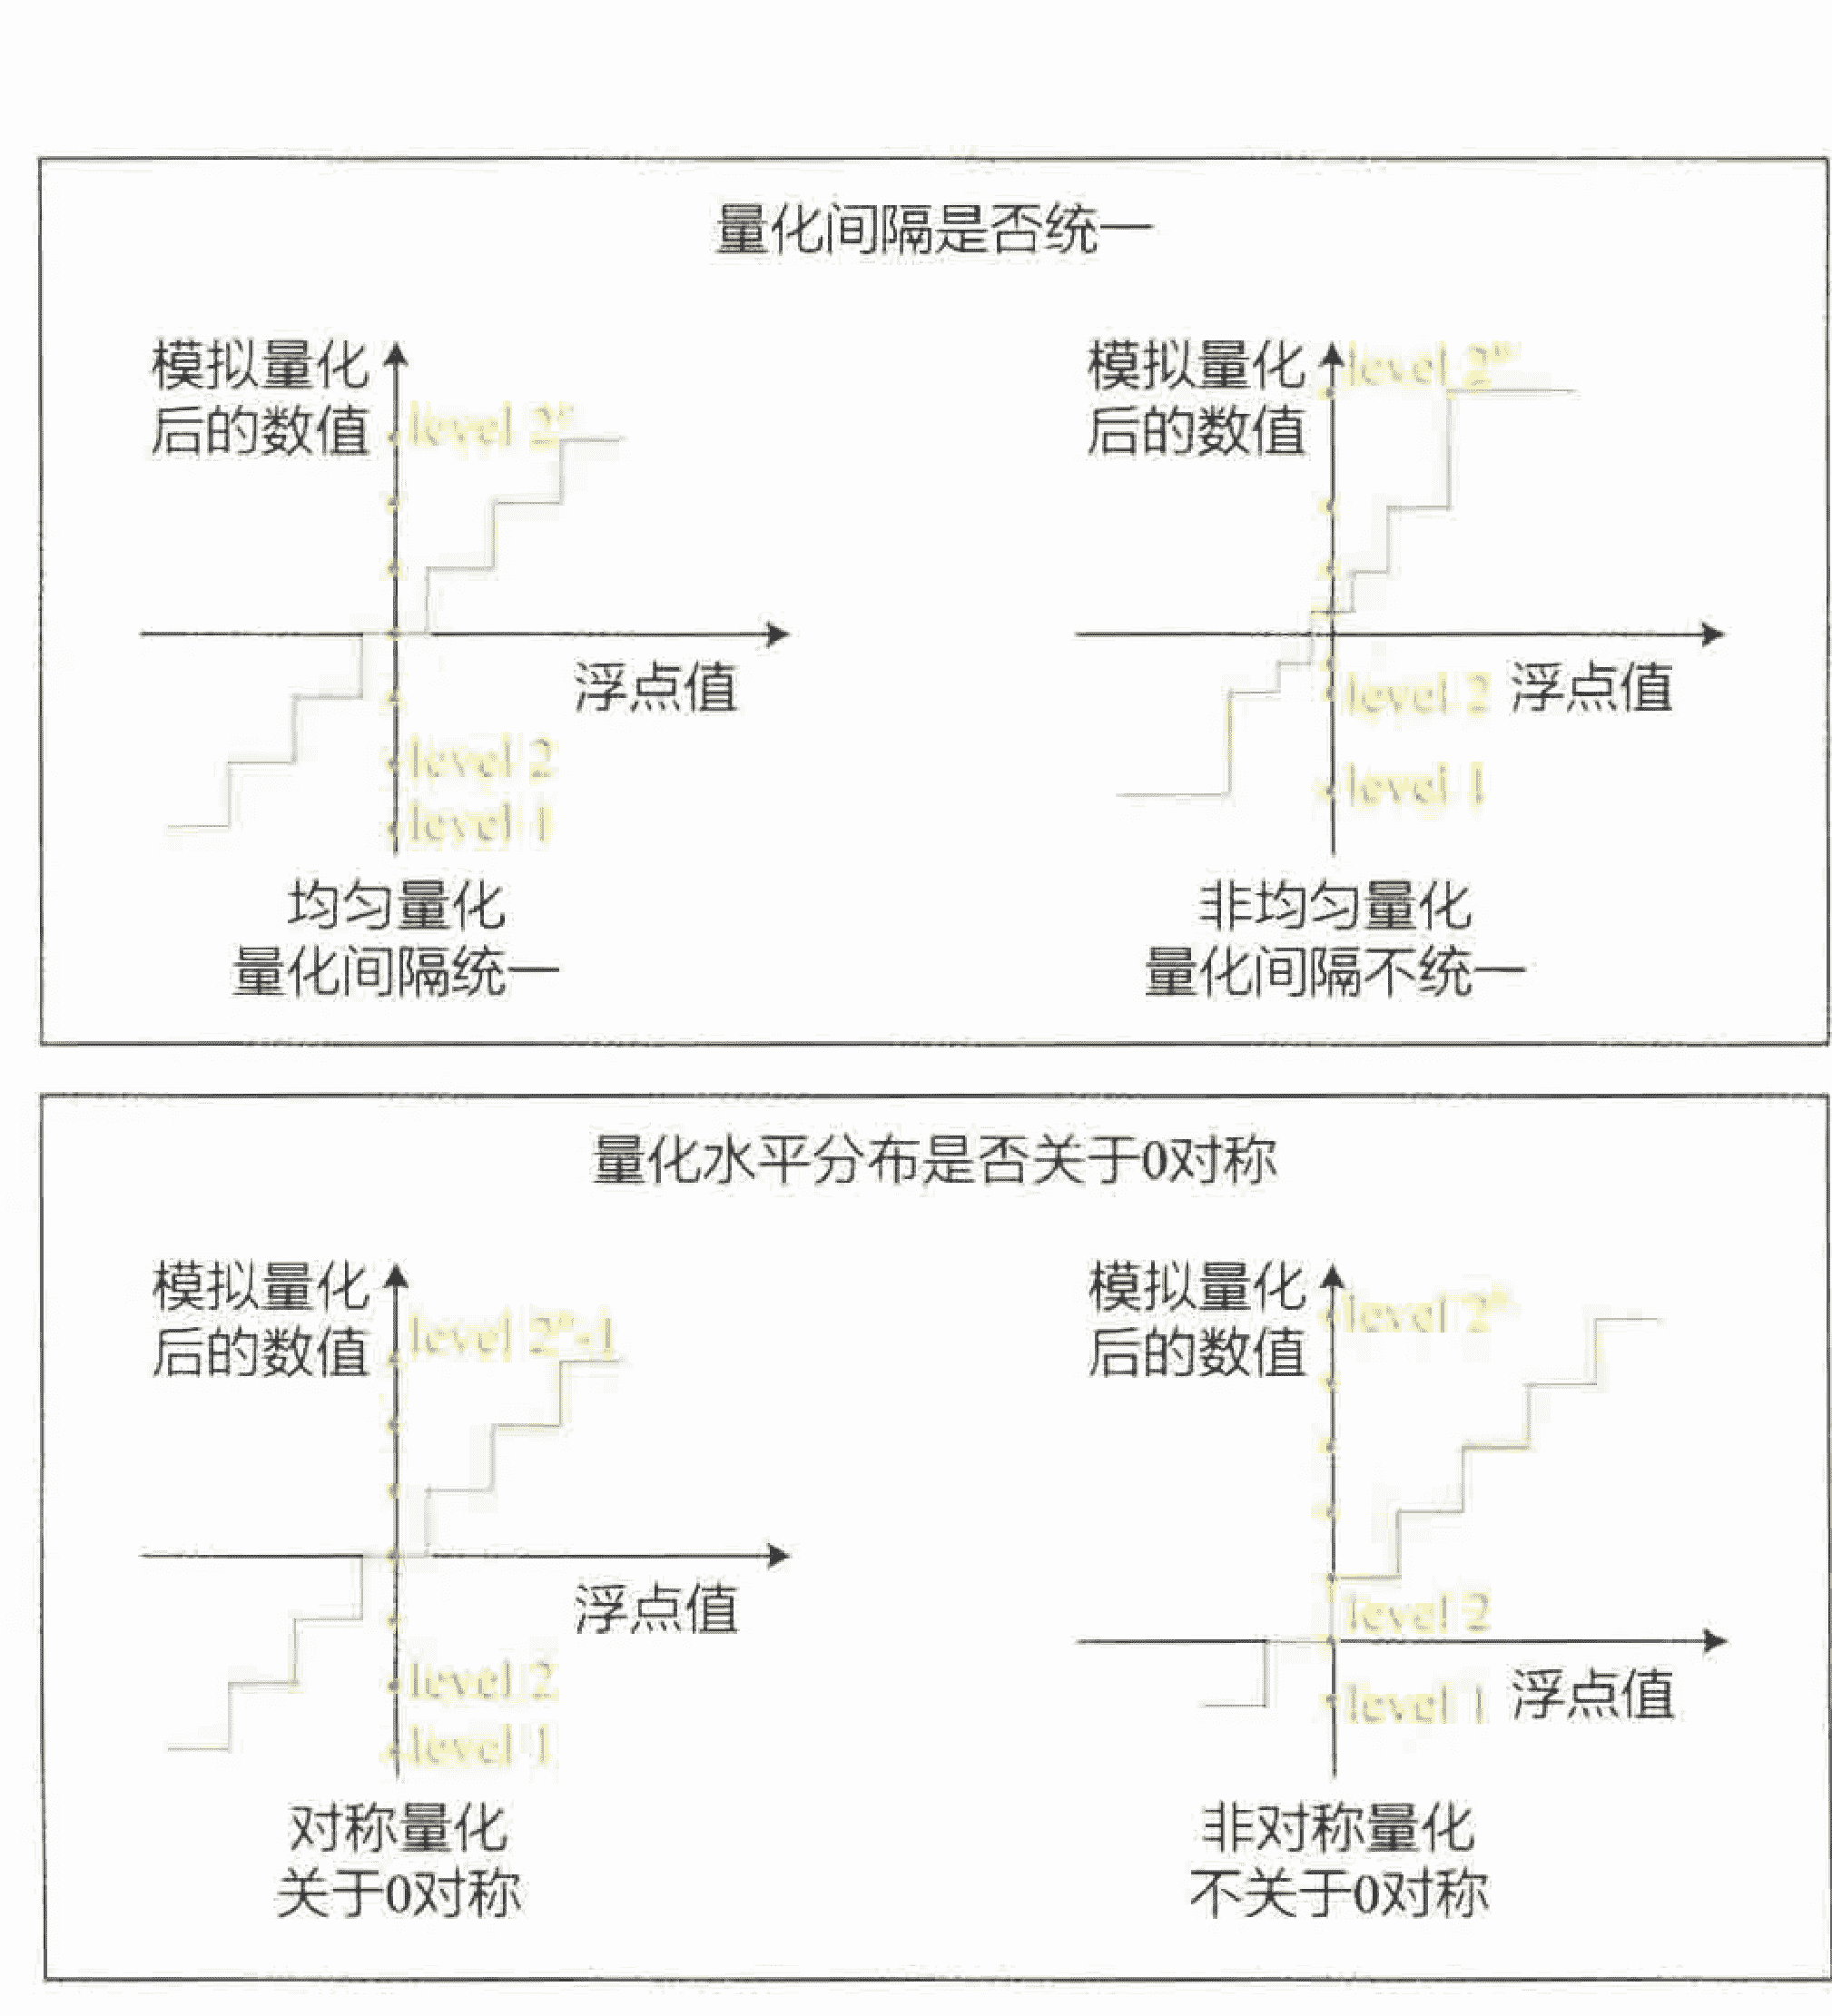 量化间隔是否统一
模拟量化
后的数值
level 2ⁿ
level 2
level 1
浮点值
均匀量化
量化间隔统一
模拟量化
后的数值
level 2ⁿ
level 2
level 1
浮点值
非均匀量化
量化间隔不统一
量化水平分布是否关于0对称
模拟量化
后的数值
level 2ⁿ-1
level 2
level 1
浮点值
对称量化
关于0对称
模拟量化
后的数值
level 2ⁿ
level 2
level 1
浮点值
非对称量化
不关于0对称